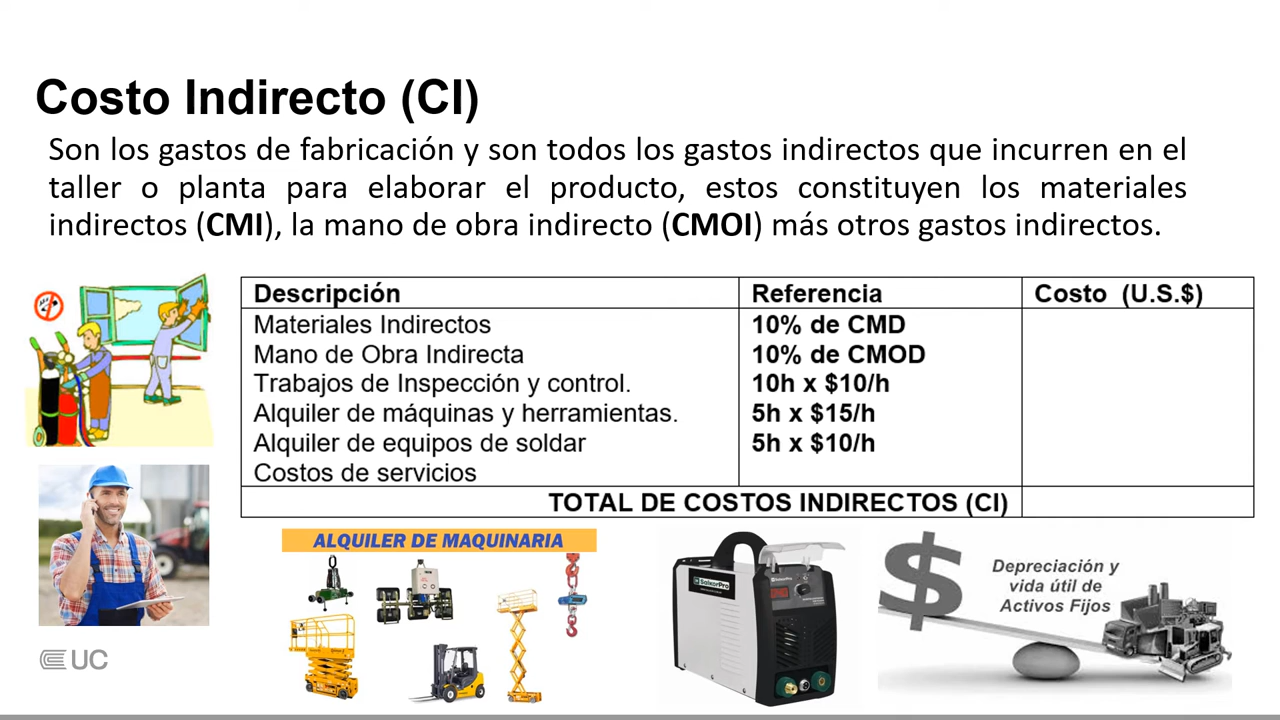 Costo Indirecto (CI)
Son los gastos de fabricación y son todos los gastos indirectos que incurren en el
taller o planta para elaborar el producto, estos constituyen los materiales
indirectos (CMI), la mano de obra indirecto (CMOI) más otros gastos indirectos.
Descripción Referencia Costo (U.S.$)
Materiales Indirectos 10% de CMD
Mano de Obra Indirecta 10% de CMOD
Trabajos de Inspección y control. 10h x $10/h
Alquiler de máquinas y herramientas. 5h x $15/h
Alquiler de equipos de soldar 5h x $10/h
Costos de servicios
TOTAL DE COSTOS INDIRECTOS (CI)
ALQUILER DE MAQUINARIA
$
Depreciación y
vida útil de
Activos Fijos
UC